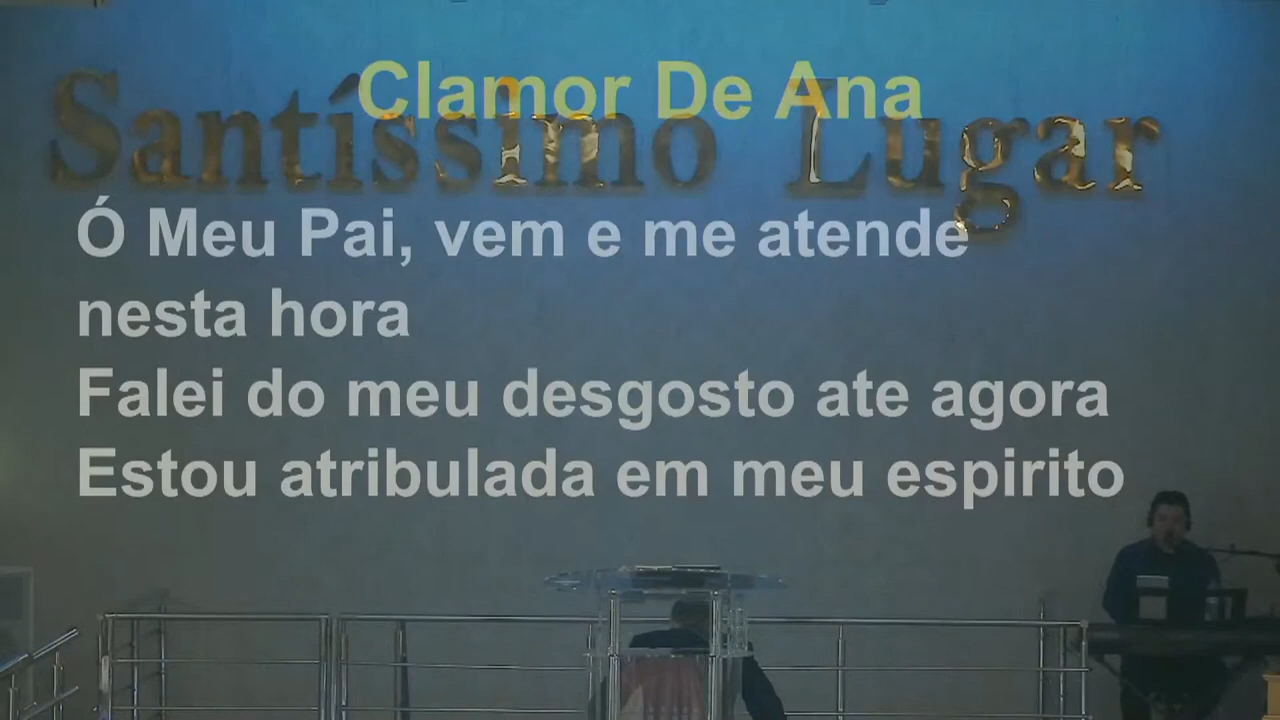 Clamor De Ana
Santíssimo Lugar
Ó Meu Pai, vem e me atende
nesta hora
Falei do meu desgosto ate agora
Estou atribulada em meu espirito